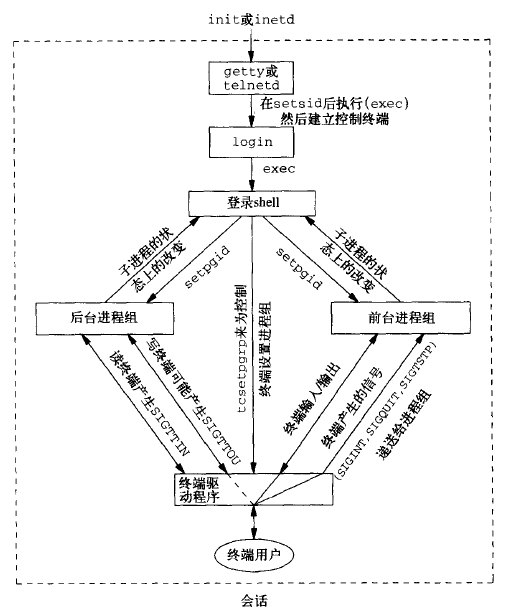 init或inetd
getty或
telnetd
在setsid后执行(exec)
然后建立控制终端
login
exec
登录shell
子进程的状
态上的改变
setpgid
setpgid
子进程的状
态上的改变
后台进程组
前台进程组
tcsetpgrp来为控制
终端设置进程组
读终端产生SIGTTIN
写终端可能产生SIGTTOU
终端输入/输出
终端产生的信号
(SIGINT,SIGQUIT,SIGTSTP)
递送给进程组
终端驱
动程序
终端用户
会话